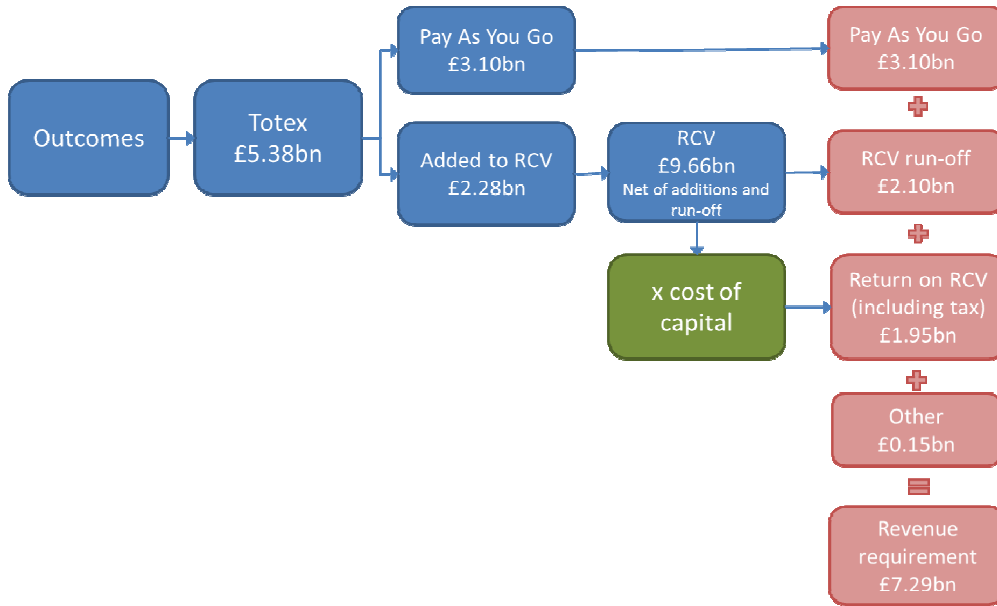 Outcomes
Totex
£5.38bn
Pay As You Go
£3.10bn
Added to RCV
£2.28bn
RCV
£9.66bn
Net of additions and
run-off
x cost of
capital
Pay As You Go
£3.10bn
+
RCV run-off
£2.10bn
+
Return on RCV
(including tax)
£1.95bn
+
Other
£0.15bn
=
Revenue
requirement
£7.29bn